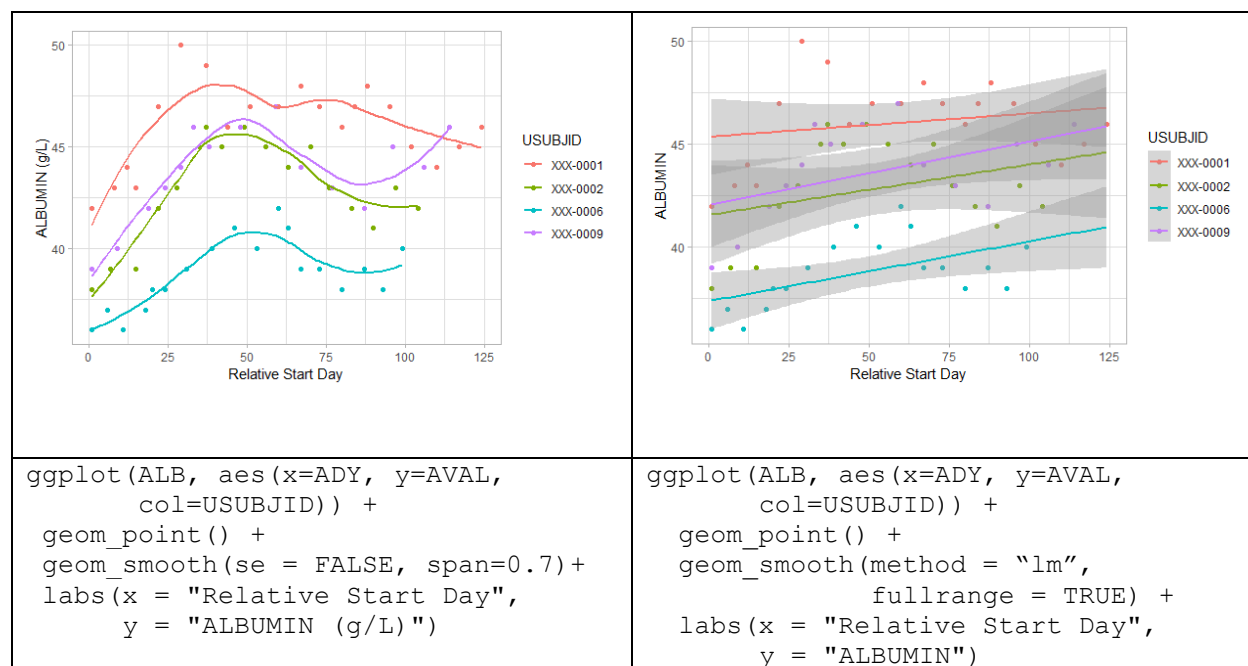 50
45
40
ALBUMIN (g/L)
0 25 50 75 100 125
Relative Start Day
USUBJID
XXX-0001
XXX-0002
XXX-0006
XXX-0009
50
45
40
ALBUMIN
0 25 50 75 100 125
Relative Start Day
USUBJID
XXX-0001
XXX-0002
XXX-0006
XXX-0009
ggplot(ALB, aes(x=ADY, y=AVAL,
col=USUBJID)) +
geom_point() +
geom_smooth(se = FALSE, span=0.7)+
labs(x = "Relative Start Day",
y = "ALBUMIN (g/L)")
ggplot(ALB, aes(x=ADY, y=AVAL,
col=USUBJID)) +
geom_point() +
geom_smooth(method = “lm”,
fullrange = TRUE) +
labs(x = "Relative Start Day",
y = "ALBUMIN")